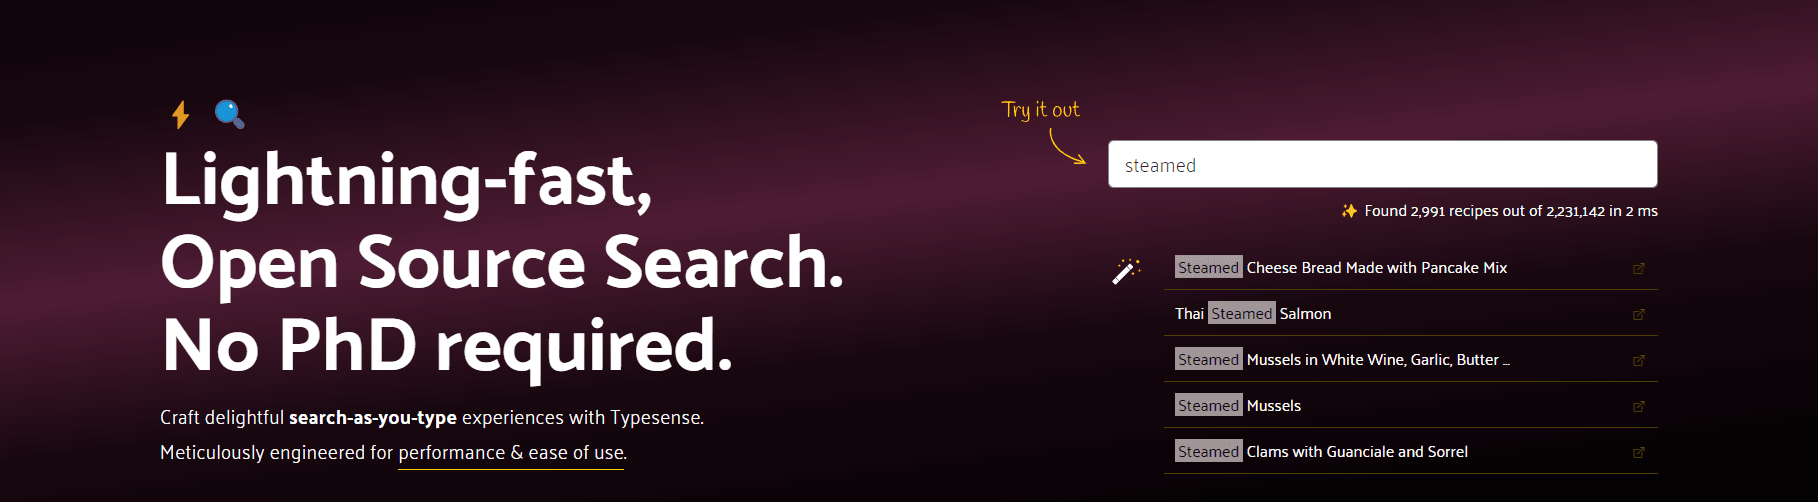 Lightning-fast,
Open Source Search.
No PhD required.
Craft delightful search-as-you-type experiences with Typesense.
Meticulously engineered for performance & ease of use.
Try it out
steamed
Found 2,991 recipes out of 2,231,142 in 2 ms
Steamed Cheese Bread Made with Pancake Mix
Thai Steamed Salmon
Steamed Mussels in White Wine, Garlic, Butter ...
Steamed Mussels
Steamed Clams with Guanciale and Sorrel